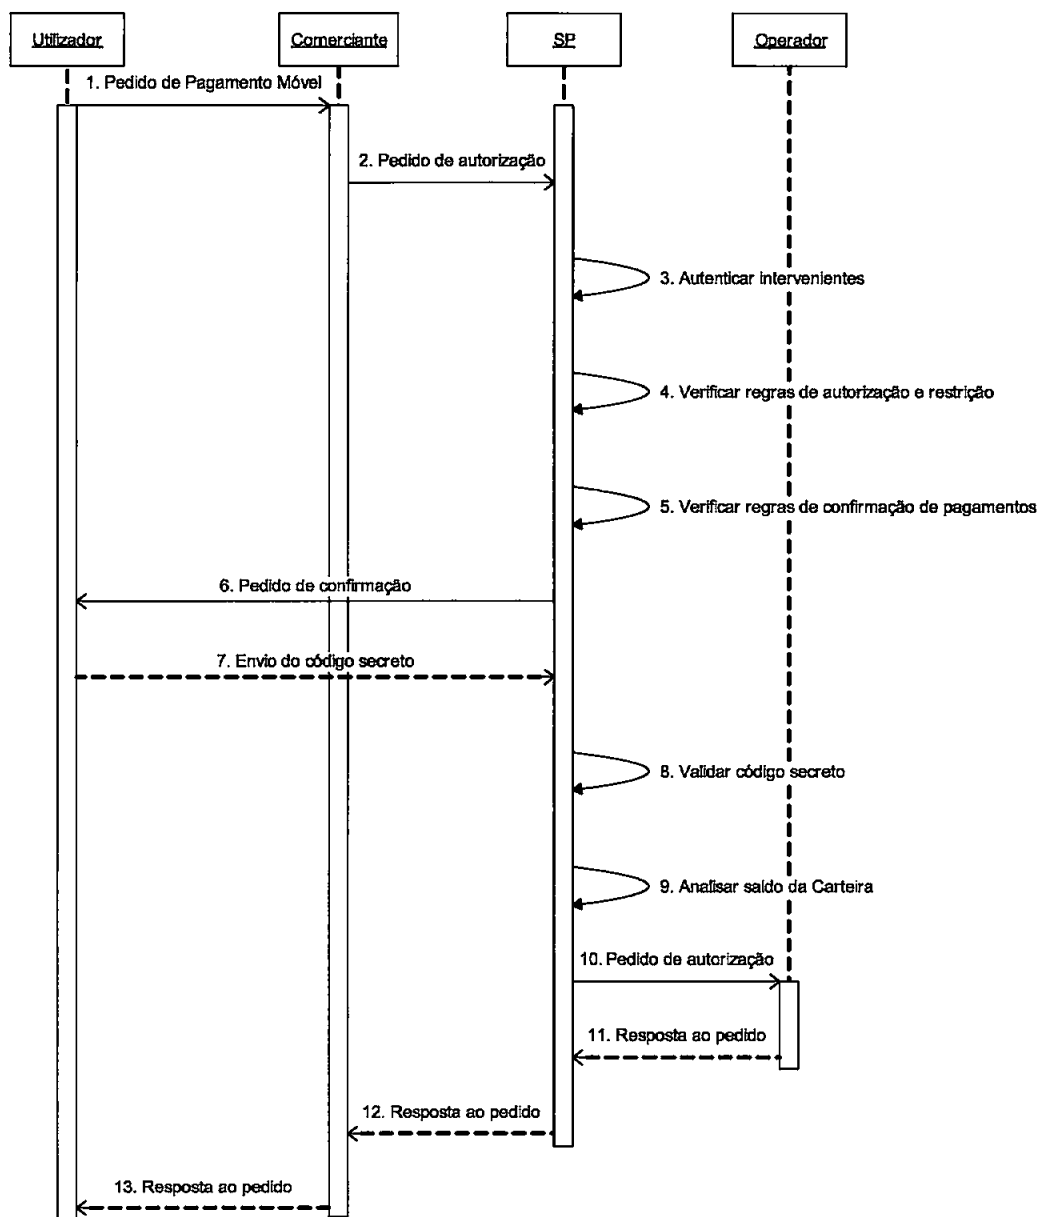 Utilizador
Comerciante
SP
Operador
1. Pedido de Pagamento Móvel
2. Pedido de autorização
3. Autenticar intervenientes
4. Verificar regras de autorização e restrição
5. Verificar regras de confirmação de pagamentos
6. Pedido de confirmação
7. Envio do código secreto
8. Validar código secreto
9. Analisar saldo da Carteira
10. Pedido de autorização
11. Resposta ao pedido
12. Resposta ao pedido
13. Resposta ao pedido